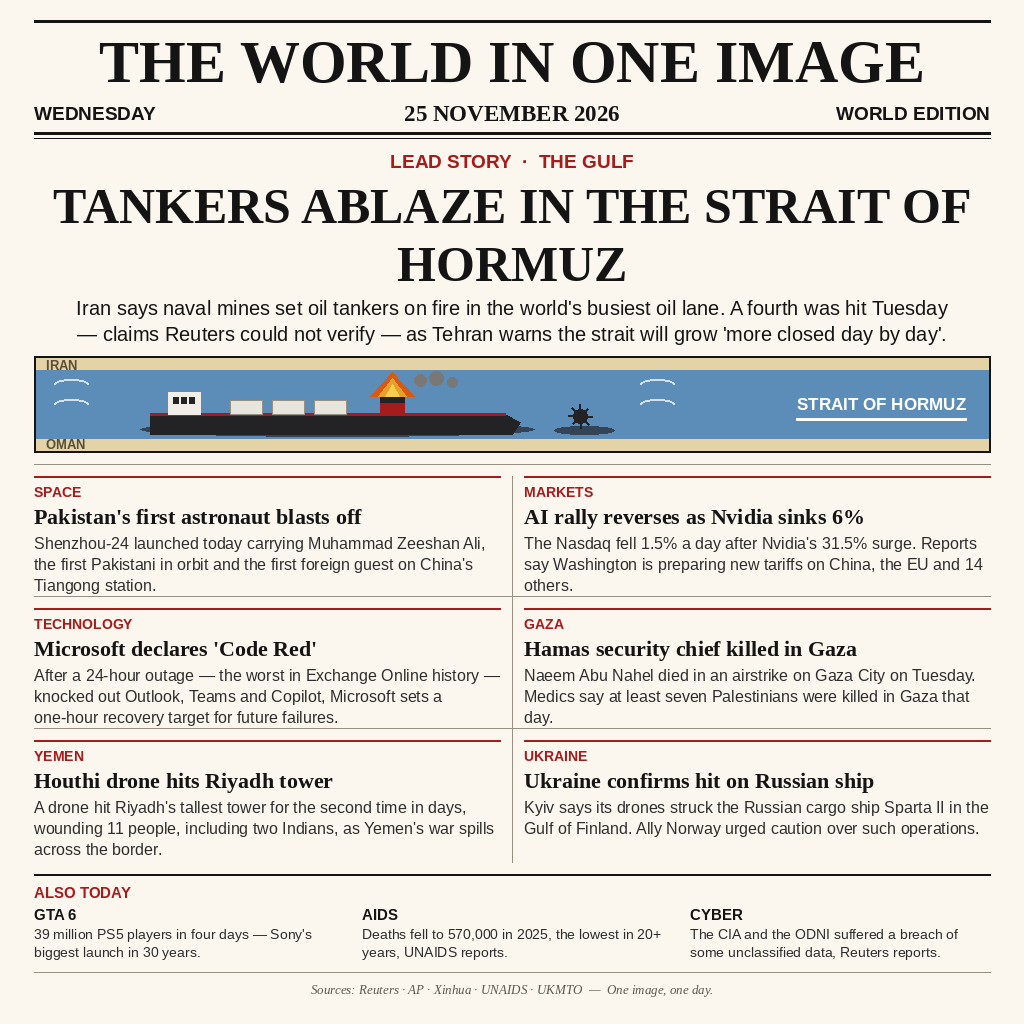 THE WORLD IN ONE IMAGE
WEDNESDAY
25 NOVEMBER 2026
WORLD EDITION
LEAD STORY · THE GULF
TANKERS ABLAZE IN THE STRAIT OF
HORMUZ
Iran says naval mines set oil tankers on fire in the world's busiest oil lane. A fourth was hit Tuesday
— claims Reuters could not verify — as Tehran warns the strait will grow 'more closed day by day'.
IRAN
STRAIT OF HORMUZ
OMAN
SPACE
Pakistan's first astronaut blasts off
Shenzhou-24 launched today carrying Muhammad Zeeshan Ali,
the first Pakistani in orbit and the first foreign guest on China's
Tiangong station.
MARKETS
AI rally reverses as Nvidia sinks 6%
The Nasdaq fell 1.5% a day after Nvidia's 31.5% surge. Reports
say Washington is preparing new tariffs on China, the EU and 14
others.
TECHNOLOGY
Microsoft declares 'Code Red'
After a 24-hour outage — the worst in Exchange Online history —
knocked out Outlook, Teams and Copilot, Microsoft sets a
one-hour recovery target for future failures.
GAZA
Hamas security chief killed in Gaza
Naeem Abu Nahel died in an airstrike on Gaza City on Tuesday.
Medics say at least seven Palestinians were killed in Gaza that
day.
YEMEN
Houthi drone hits Riyadh tower
A drone hit Riyadh's tallest tower for the second time in days,
wounding 11 people, including two Indians, as Yemen's war spills
across the border.
UKRAINE
Ukraine confirms hit on Russian ship
Kyiv says its drones struck the Russian cargo ship Sparta II in the
Gulf of Finland. Ally Norway urged caution over such operations.
ALSO TODAY
GTA 6
39 million PS5 players in four days — Sony's
biggest launch in 30 years.
AIDS
Deaths fell to 570,000 in 2025, the lowest in 20+
years, UNAIDS reports.
CYBER
The CIA and the ODNI suffered a breach of
some unclassified data, Reuters reports.
Sources: Reuters · AP · Xinhua · UNAIDS · UKMTO — One image, one day.